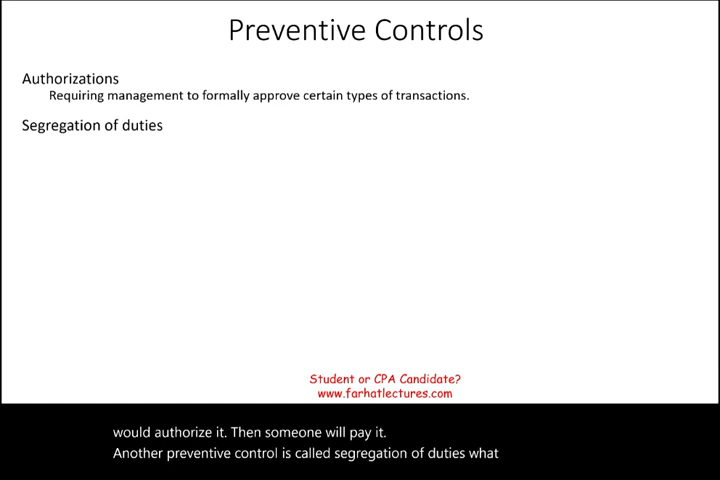 Preventive Controls
Authorizations
Requiring management to formally approve certain types of transactions.
Segregation of duties
Student or CPA Candidate?
www.farhatlectures.com
would authorize it. Then someone will pay it.
Another preventive control is called segregation of duties what